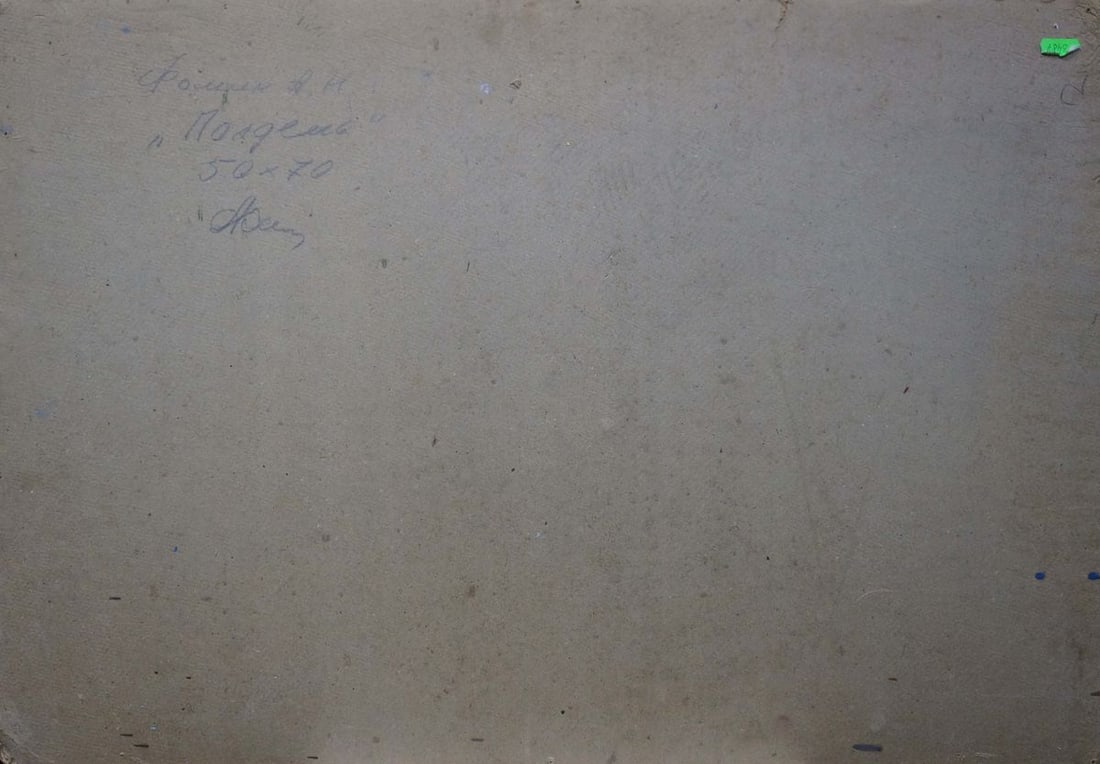 Фомин А. Н.
„Полдень"
50×70